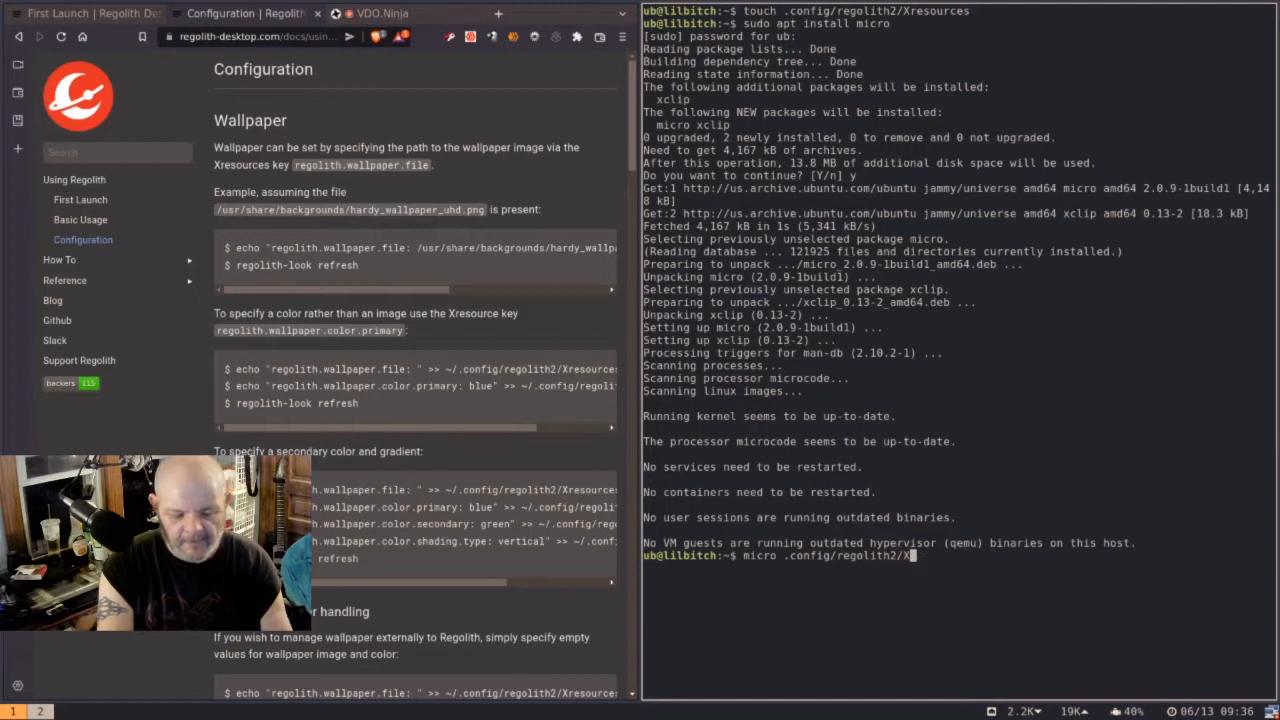 First Launch | Regolith Des
Configuration | Regolith
VDO.Ninja
regolith-desktop.com/docs/usin...
Search
Using Regolith
First Launch
Basic Usage
Configuration
How To
Reference
Blog
Github
Slack
Support Regolith
backers 115
Configuration
Wallpaper
Wallpaper can be set by specifying the path to the wallpaper image via the
Xresources key regolith.wallpaper.file.
Example, assuming the file
/usr/share/backgrounds/hardy_wallpaper_uhd.png is present:
$ echo "regolith.wallpaper.file: /usr/share/backgrounds/hardy_wallpa
$ regolith-look refresh
To specify a color rather than an image use the Xresource key
regolith.wallpaper.color.primary:
$ echo "regolith.wallpaper.file: " >> ~/.config/regolith2/Xresources
$ echo "regolith.wallpaper.color.primary: blue" >> ~/.config/regolit
$ regolith-look refresh
To specify a secondary color and gradient:
h.wallpaper.file: " >> ~/.config/regolith2/Xresources
h.wallpaper.color.primary: blue" >> ~/.config/regolit
h.wallpaper.color.secondary: green" >> ~/.config/rego
h.wallpaper.color.shading.type: vertical" >> ~/.confi
refresh
r handling
If you wish to manage wallpaper externally to Regolith, simply specify empty
values for wallpaper image and color:
$ echo "regolith.wallpaper.file: " >> ~/.config/regolith2/Xresources
ub@lilbitch:~$ touch .config/regolith2/Xresources
ub@lilbitch:~$ sudo apt install micro
[sudo] password for ub:
Reading package lists... Done
Building dependency tree... Done
Reading state information... Done
The following additional packages will be installed:
xclip
The following NEW packages will be installed:
micro xclip
0 upgraded, 2 newly installed, 0 to remove and 0 not upgraded.
Need to get 4,167 kB of archives.
After this operation, 13.8 MB of additional disk space will be used.
Do you want to continue? [Y/n] y
Get:1 http://us.archive.ubuntu.com/ubuntu jammy/universe amd64 micro amd64 2.0.9-1build1 [4,14
8 kB]
Get:2 http://us.archive.ubuntu.com/ubuntu jammy/universe amd64 xclip amd64 0.13-2 [18.3 kB]
Fetched 4,167 kB in 1s (5,341 kB/s)
Selecting previously unselected package micro.
(Reading database ... 121925 files and directories currently installed.)
Preparing to unpack .../micro_2.0.9-1build1_amd64.deb ...
Unpacking micro (2.0.9-1build1) ...
Selecting previously unselected package xclip.
Preparing to unpack .../xclip_0.13-2_amd64.deb ...
Unpacking xclip (0.13-2) ...
Setting up micro (2.0.9-1build1) ...
Setting up xclip (0.13-2) ...
Processing triggers for man-db (2.10.2-1) ...
Scanning processes...
Scanning processor microcode...
Scanning linux images...
Running kernel seems to be up-to-date.
The processor microcode seems to be up-to-date.
No services need to be restarted.
No containers need to be restarted.
No user sessions are running outdated binaries.
No VM guests are running outdated hypervisor (qemu) binaries on this host.
ub@lilbitch:~$ micro .config/regolith2/X
1 2
2.2K 19K 40% 06/13 09:36